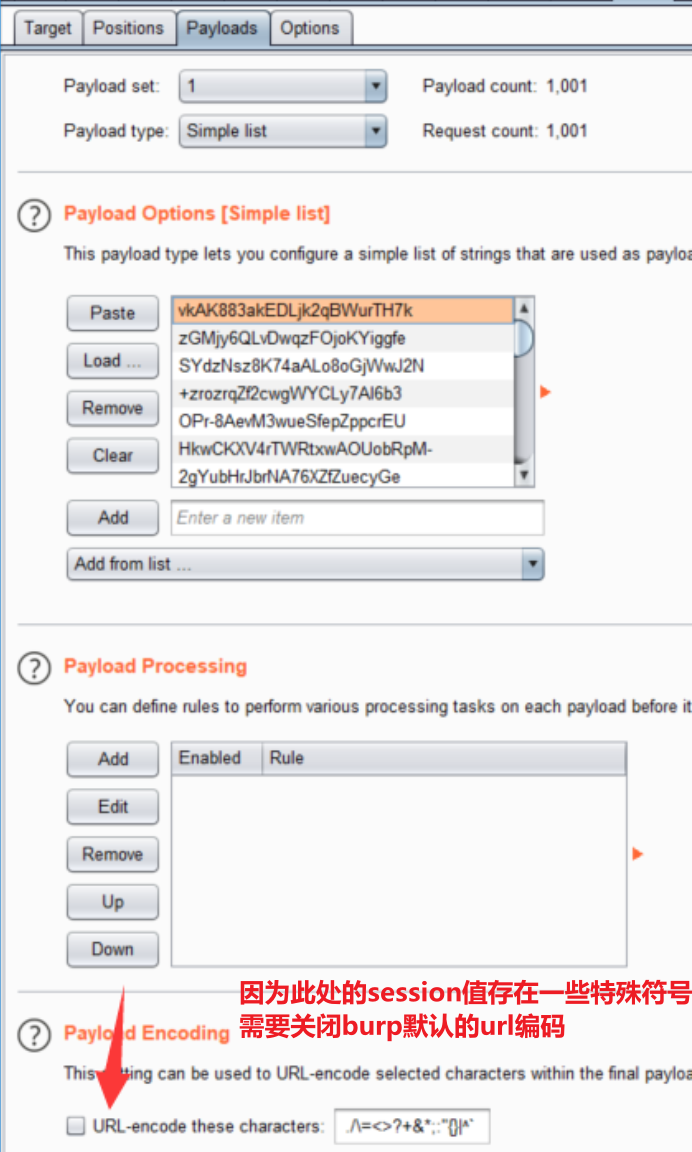 Target Positions Payloads Options
Payload set: 1 Payload count: 1,001
Payload type: Simple list Request count: 1,001
? Payload Options [Simple list]
This payload type lets you configure a simple list of strings that are used as payloa
Paste
Load ...
Remove
Clear
vkAK883akEDLjk2qBWurTH7k
zGMjy6QLvDwqzFOjoKYiggfe
SYdzNsz8K74aALo8oGjWwJ2N
+zrozrqZf2cwgWYCLy7Al6b3
OPr-8AevM3wueSfepZppcrEU
HkwCKXV4rTWRtxwAOUobRpM-
2gYubHrJbrNA76XZfZuecyGe
Add Enter a new item
Add from list ...
? Payload Processing
You can define rules to perform various processing tasks on each payload before it
Add
Edit
Remove
Up
Down
Enabled Rule
因为此处的session值存在一些特殊符号
需要关闭burp默认的url编码
? Payload Encoding
This setting can be used to URL-encode selected characters within the final payloa
URL-encode these characters: ./\=<>?+&*;:"{}|^`